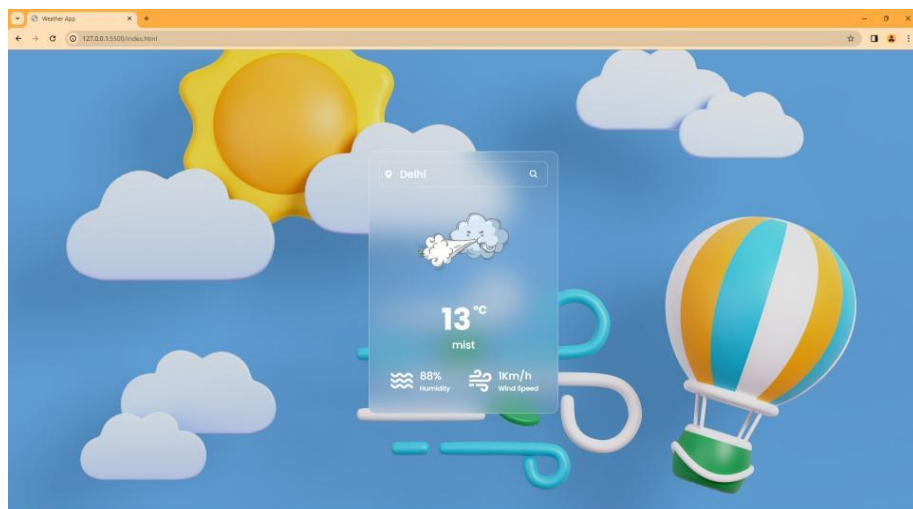 Weather App
127.0.0.1:5500/index.html
Delhi
13 °C
mist
88%
Humidity
1Km/h
Wind Speed